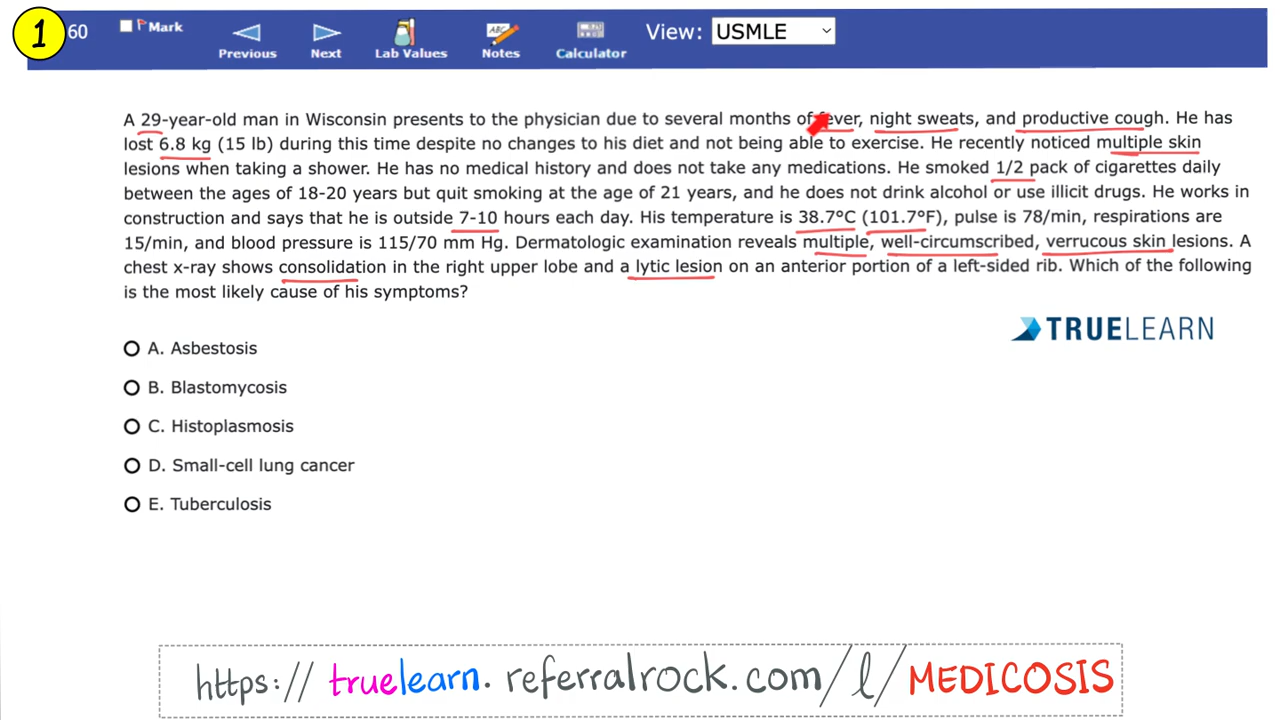 1 60 Mark Previous Next Lab Values ABC Notes Calculator View: USMLE
A 29-year-old man in Wisconsin presents to the physician due to several months of fever, night sweats, and productive cough. He has
lost 6.8 kg (15 lb) during this time despite no changes to his diet and not being able to exercise. He recently noticed multiple skin
lesions when taking a shower. He has no medical history and does not take any medications. He smoked 1/2 pack of cigarettes daily
between the ages of 18-20 years but quit smoking at the age of 21 years, and he does not drink alcohol or use illicit drugs. He works in
construction and says that he is outside 7-10 hours each day. His temperature is 38.7°C (101.7°F), pulse is 78/min, respirations are
15/min, and blood pressure is 115/70 mm Hg. Dermatologic examination reveals multiple, well-circumscribed, verrucous skin lesions. A
chest x-ray shows consolidation in the right upper lobe and a lytic lesion on an anterior portion of a left-sided rib. Which of the following
is the most likely cause of his symptoms?
TRUELEARN
A. Asbestosis
B. Blastomycosis
C. Histoplasmosis
D. Small-cell lung cancer
E. Tuberculosis
https://truelearn.referralrock.com/l/MEDICOSIS